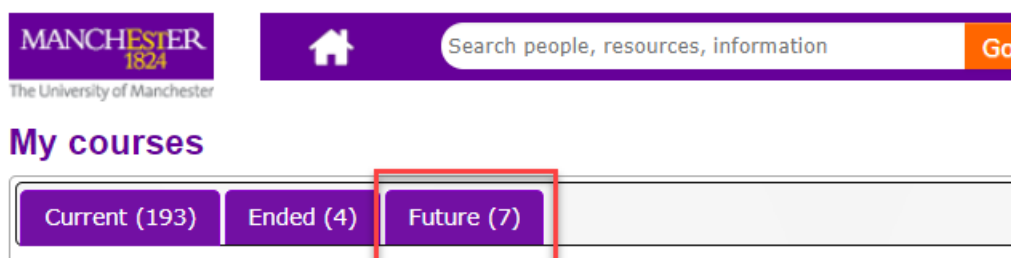 MANCHESTER
1824
The University of Manchester
Search people, resources, information
Go
My courses
Current (193)
Ended (4)
Future (7)